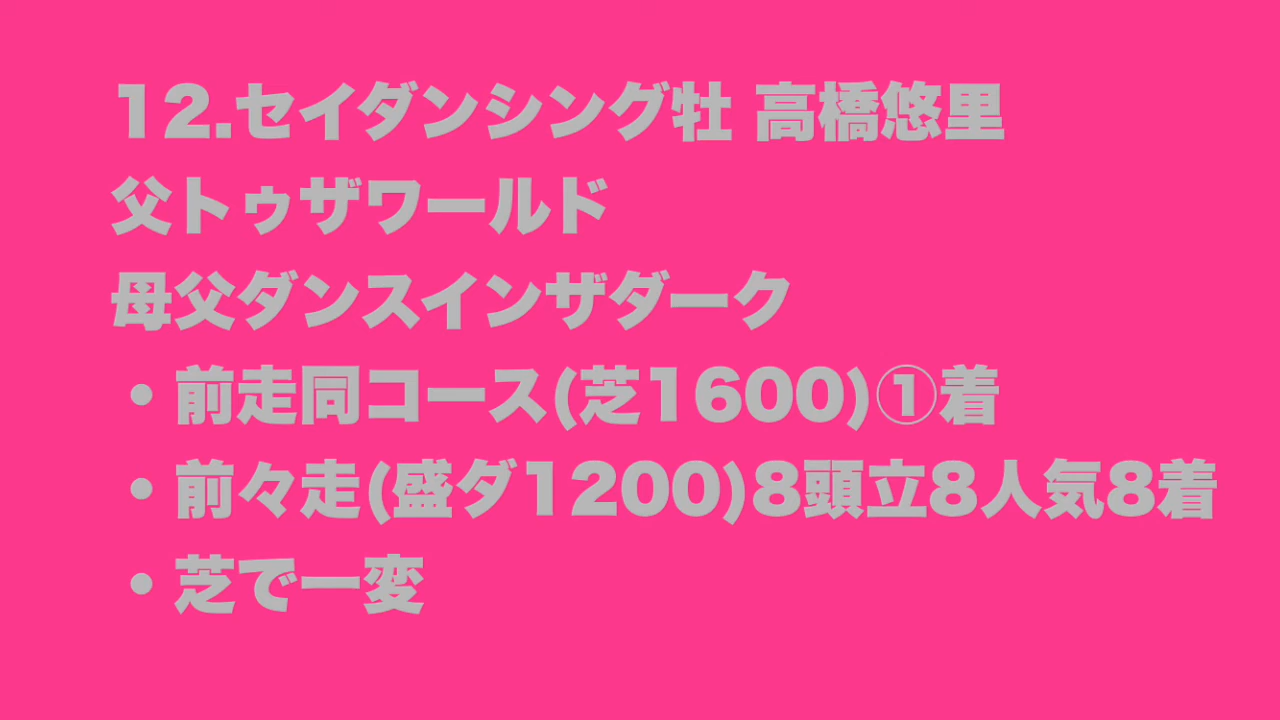 12.セイダンシング牡 高橋悠里
父トゥザワールド
母父ダンスインザダーク
・前走同コース(芝1600)①着
・前々走(盛ダ1200)8頭立8人気8着
・芝で一変